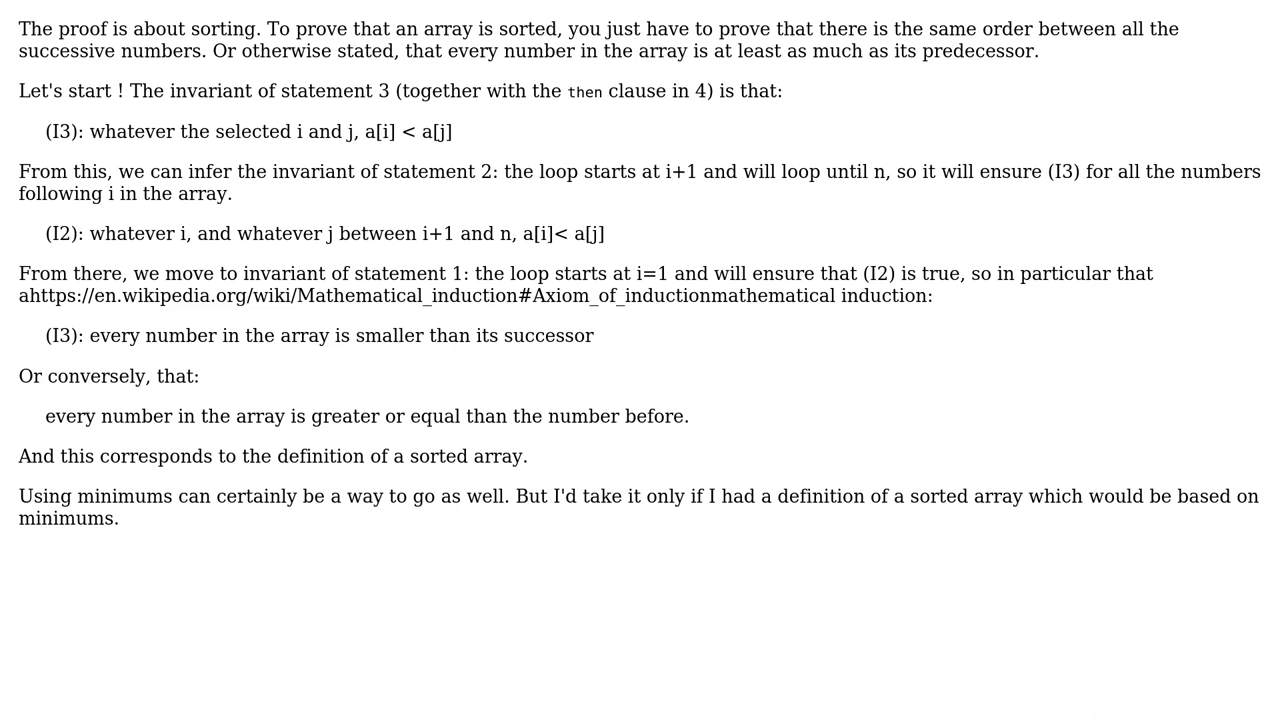 The proof is about sorting. To prove that an array is sorted, you just have to prove that there is the same order between all the
successive numbers. Or otherwise stated, that every number in the array is at least as much as its predecessor.
Let's start ! The invariant of statement 3 (together with the then clause in 4) is that:
(I3): whatever the selected i and j, a[i] < a[j]
From this, we can infer the invariant of statement 2: the loop starts at i+1 and will loop until n, so it will ensure (I3) for all the numbers
following i in the array.
(I2): whatever i, and whatever j between i+1 and n, a[i]< a[j]
From there, we move to invariant of statement 1: the loop starts at i=1 and will ensure that (I2) is true, so in particular that
ahttps://en.wikipedia.org/wiki/Mathematical_induction#Axiom_of_inductionmathematical induction:
(I3): every number in the array is smaller than its successor
Or conversely, that:
every number in the array is greater or equal than the number before.
And this corresponds to the definition of a sorted array.
Using minimums can certainly be a way to go as well. But I'd take it only if I had a definition of a sorted array which would be based on
minimums.